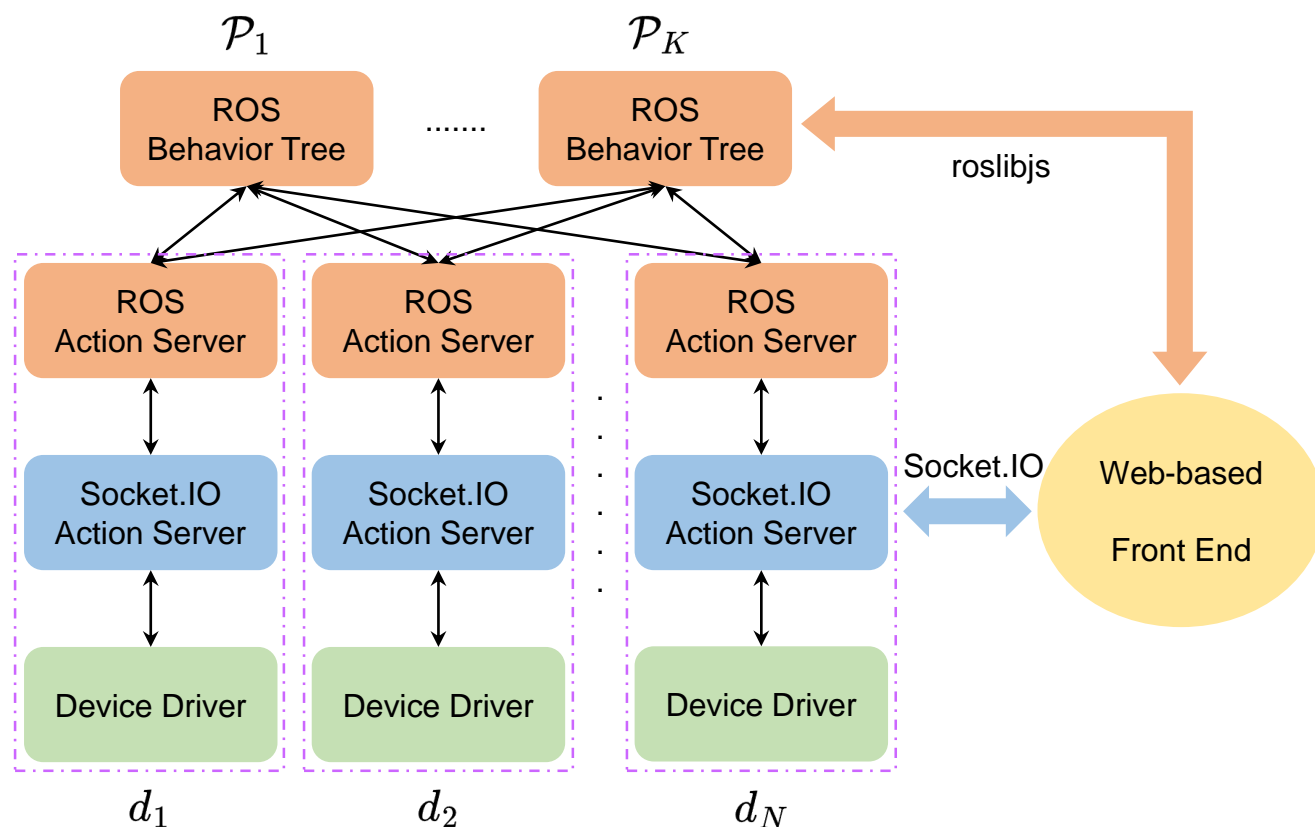 𝒫₁
𝒫_K
ROS
Behavior Tree
.......
ROS
Behavior Tree
roslibjs
ROS
Action Server
ROS
Action Server
ROS
Action Server
Socket.IO
Action Server
Socket.IO
Action Server
Socket.IO
Action Server
Socket.IO
Web-based
Front End
Device Driver
Device Driver
Device Driver
d₁
d₂
d_N